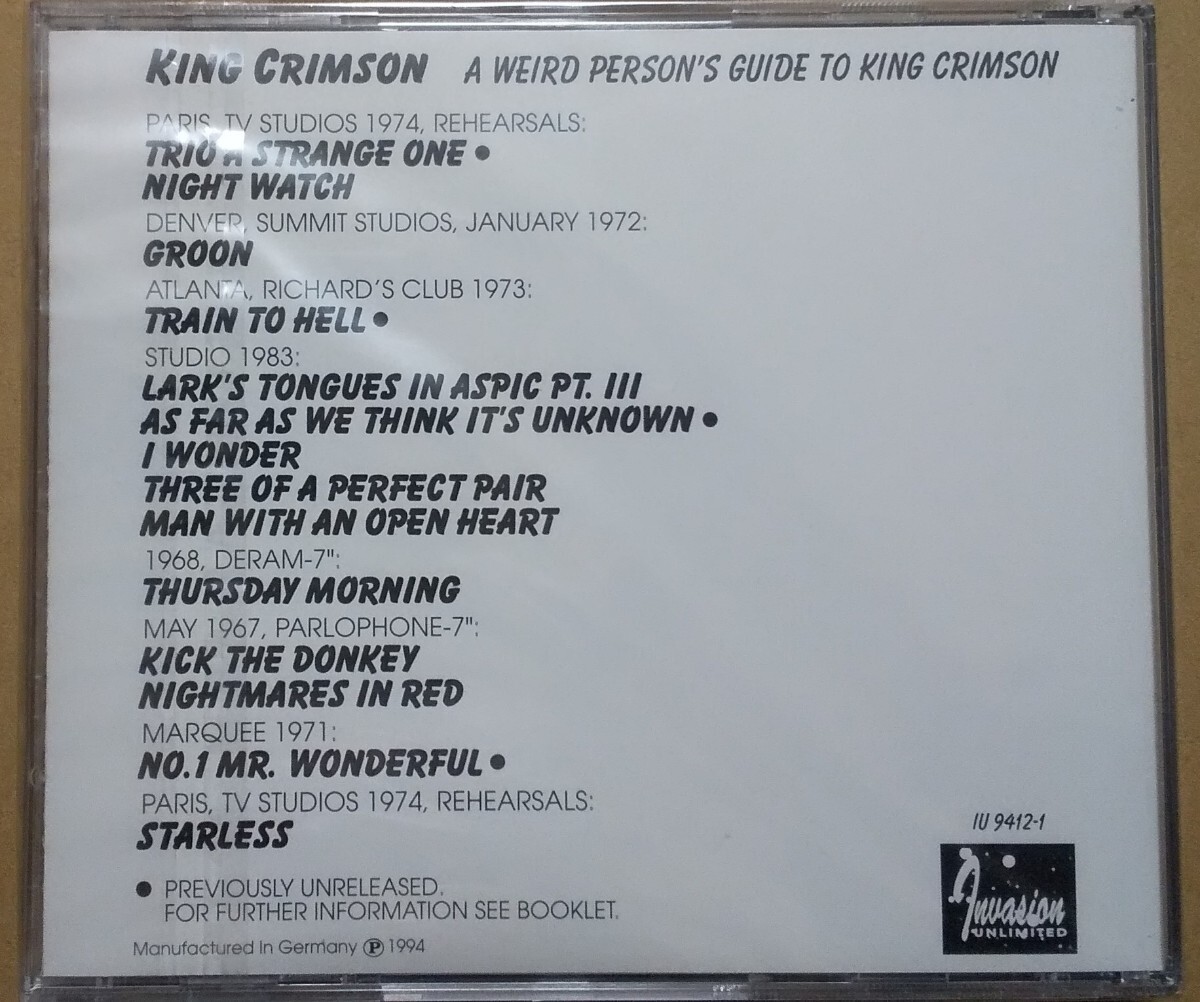 KING CRIMSON A WEIRD PERSON'S GUIDE TO KING CRIMSON
PARIS, TV STUDIOS 1974, REHEARSALS:
TRIO A STRANGE ONE •
NIGHT WATCH
DENVER, SUMMIT STUDIOS, JANUARY 1972:
GROON
ATLANTA, RICHARD'S CLUB 1973:
TRAIN TO HELL •
STUDIO 1983:
LARK'S TONGUES IN ASPIC PT. III
AS FAR AS WE THINK IT'S UNKNOWN •
I WONDER
THREE OF A PERFECT PAIR
MAN WITH AN OPEN HEART
1968, DERAM-7":
THURSDAY MORNING
MAY 1967, PARLOPHONE-7":
KICK THE DONKEY
NIGHTMARES IN RED
MARQUEE 1971:
NO.1 MR. WONDERFUL •
PARIS, TV STUDIOS 1974, REHEARSALS:
STARLESS
• PREVIOUSLY UNRELEASED.
FOR FURTHER INFORMATION SEE BOOKLET.
Manufactured In Germany Ⓟ 1994
IU 9412-1
Invasion
UNLIMITED